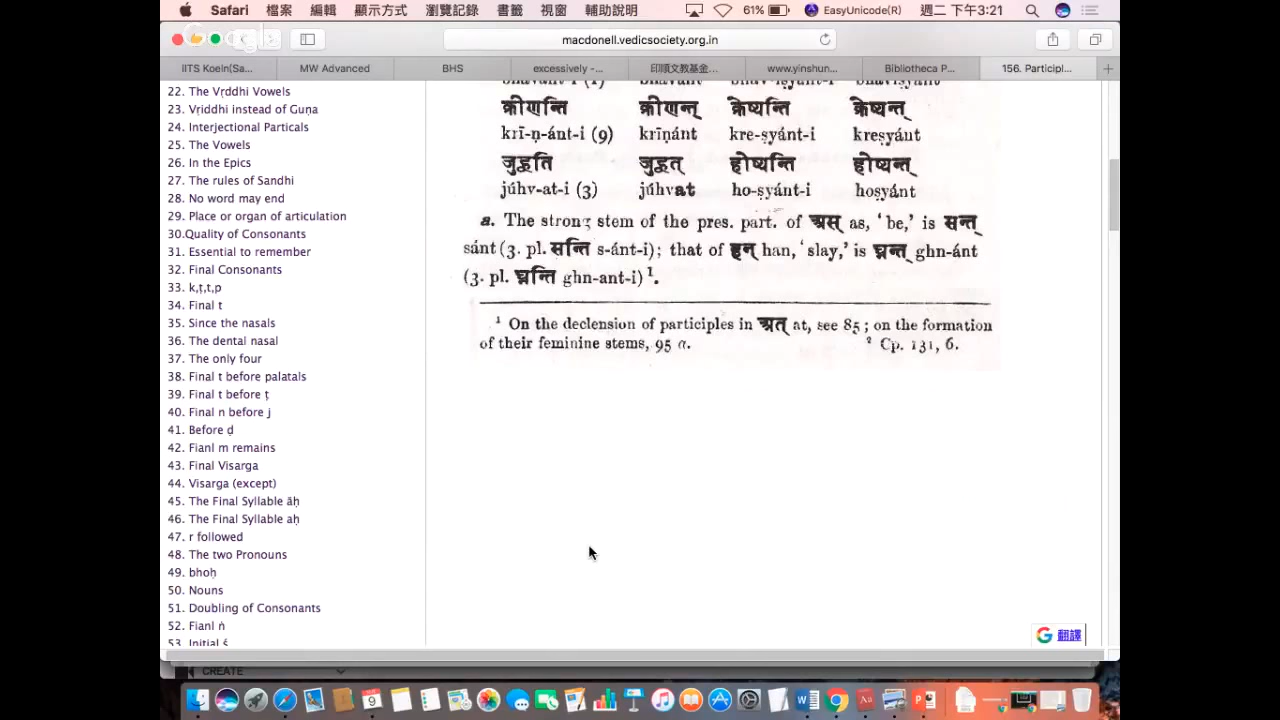 Safari 檔案 編輯 顯示方式 瀏覽記錄 書籤 視窗 輔助說明 61% EasyUnicode(R) 週二 下午3:21
macdonell.vedicsociety.org.in
IITS Koeln(Sa... MW Advanced BHS excessively -... 印順文教基金... www.yinshun... Bibliotheca P... 156. Participl...
22. The Vṛddhi Vowels
23. Vṛiddhi instead of Guṇa
24. Interjectional Particals
25. The Vowels
26. In the Epics
27. The rules of Sandhi
28. No word may end
29. Place or organ of articulation
30.Quality of Consonants
31. Essential to remember
32. Final Consonants
33. k,ṭ,t,p
34. Final t
35. Since the nasals
36. The dental nasal
37. The only four
38. Final t before palatals
39. Final t before ṭ
40. Final n before j
41. Before ḍ
42. Fianl m remains
43. Final Visarga
44. Visarga (except)
45. The Final Syllable āḥ
46. The Final Syllable aḥ
47. r followed
48. The two Pronouns
49. bhoḥ
50. Nouns
51. Doubling of Consonants
52. Fianl ṅ
53. Initial ś
क्रीणन्ति क्रीणन्त् क्रेष्यन्ति क्रेष्यन्त्
krī-ṇ-ánt-i (9) krīṇánt kre-ṣyánt-i kreṣyánt
जुह्वति जुह्वत् होष्यन्ति होष्यन्त्
júhv-at-i (3) júhvat ho-ṣyánt-i hoṣyánt
a. The strong stem of the pres. part. of अस् as, ‘be,’ is सन्त्
sánt (3. pl. सन्ति s-ánt-i); that of हन् han, ‘slay,’ is घ्नन्त् ghn-ánt
(3. pl. घ्नन्ति ghn-ant-i)¹.
¹ On the declension of participles in अत् at, see 85; on the formation
of their feminine stems, 95 a. ² Cp. 131, 6.
翻譯
CREATE